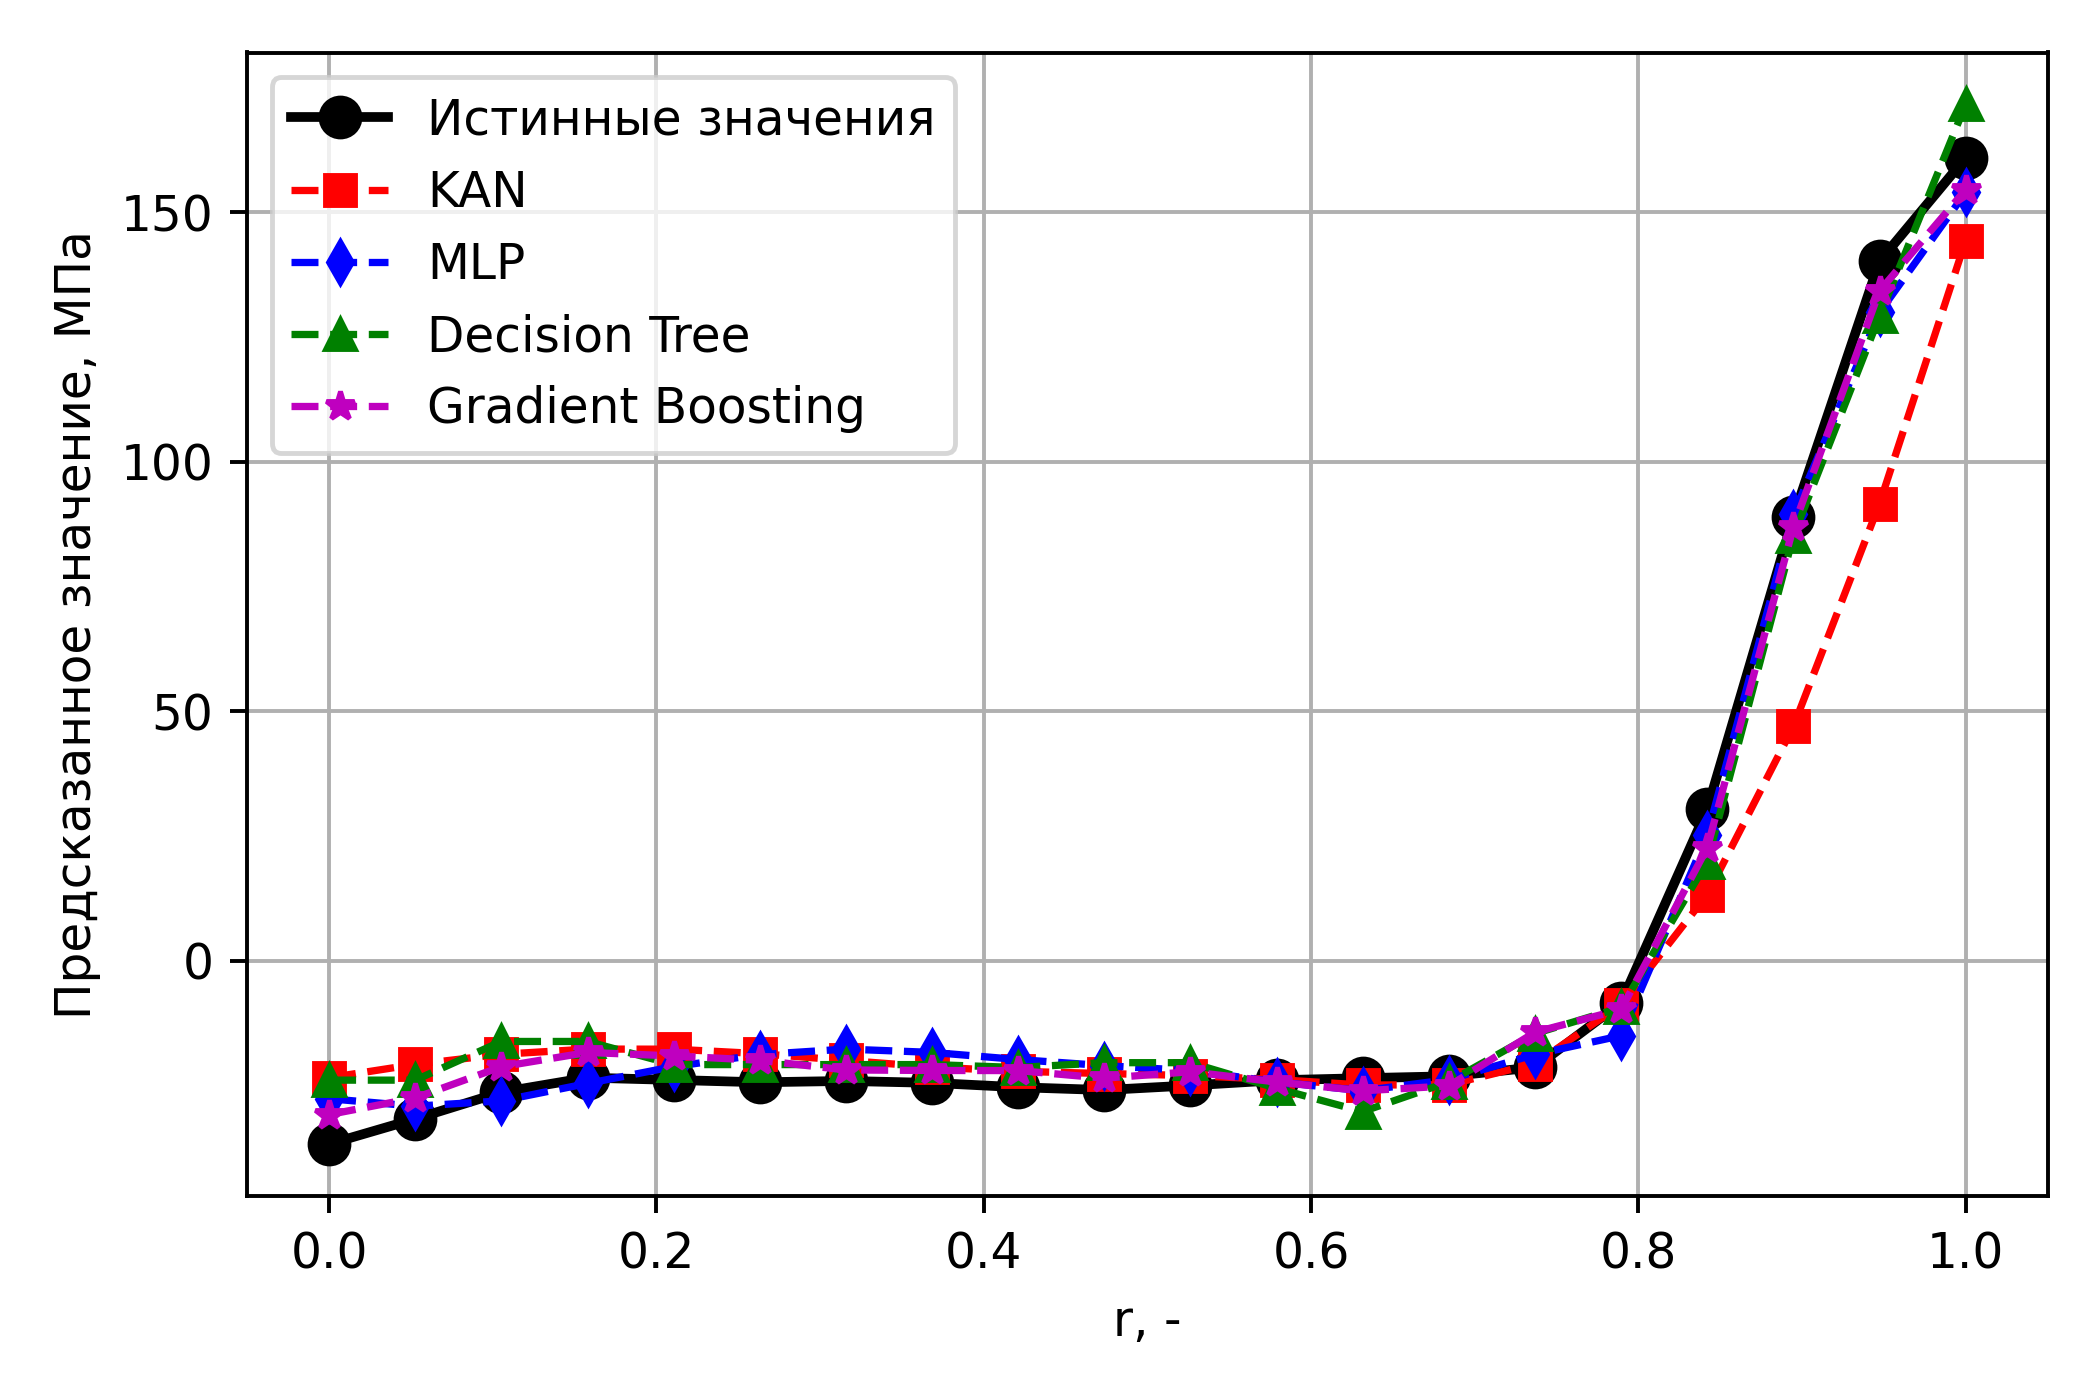 Истинные значения
KAN
MLP
Decision Tree
Gradient Boosting
Предсказанное значение, МПа
150
100
50
0
0.0 0.2 0.4 0.6 0.8 1.0
r, -